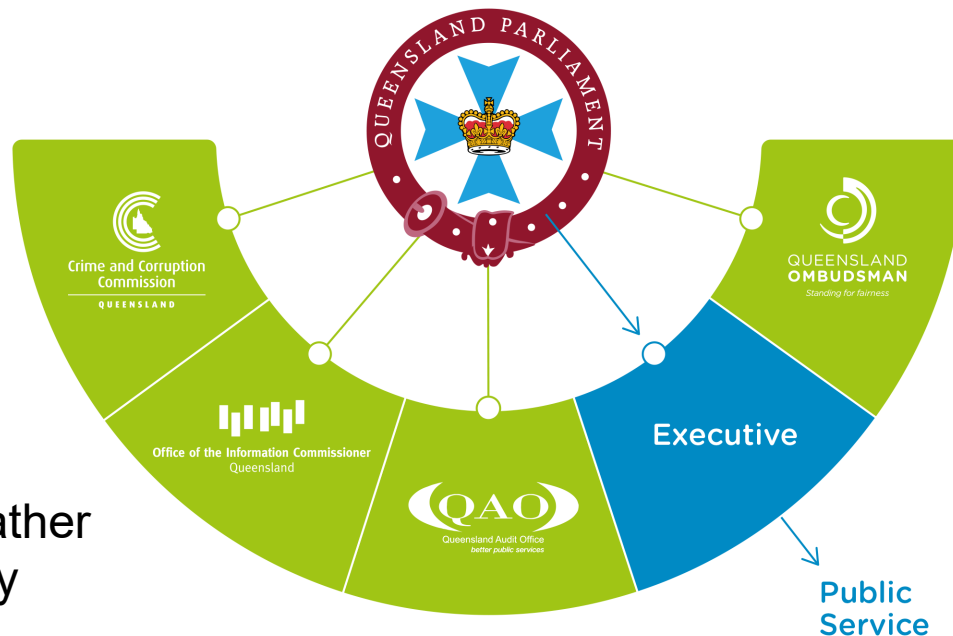 QUEENSLAND PARLIAMENT
Crime and Corruption
Commission
QUEENSLAND
QUEENSLAND
OMBUDSMAN
Standing for fairness
Office of the Information Commissioner
Queensland
Executive
QAO
Queensland Audit Office
better public services
ather
y
Public
Service